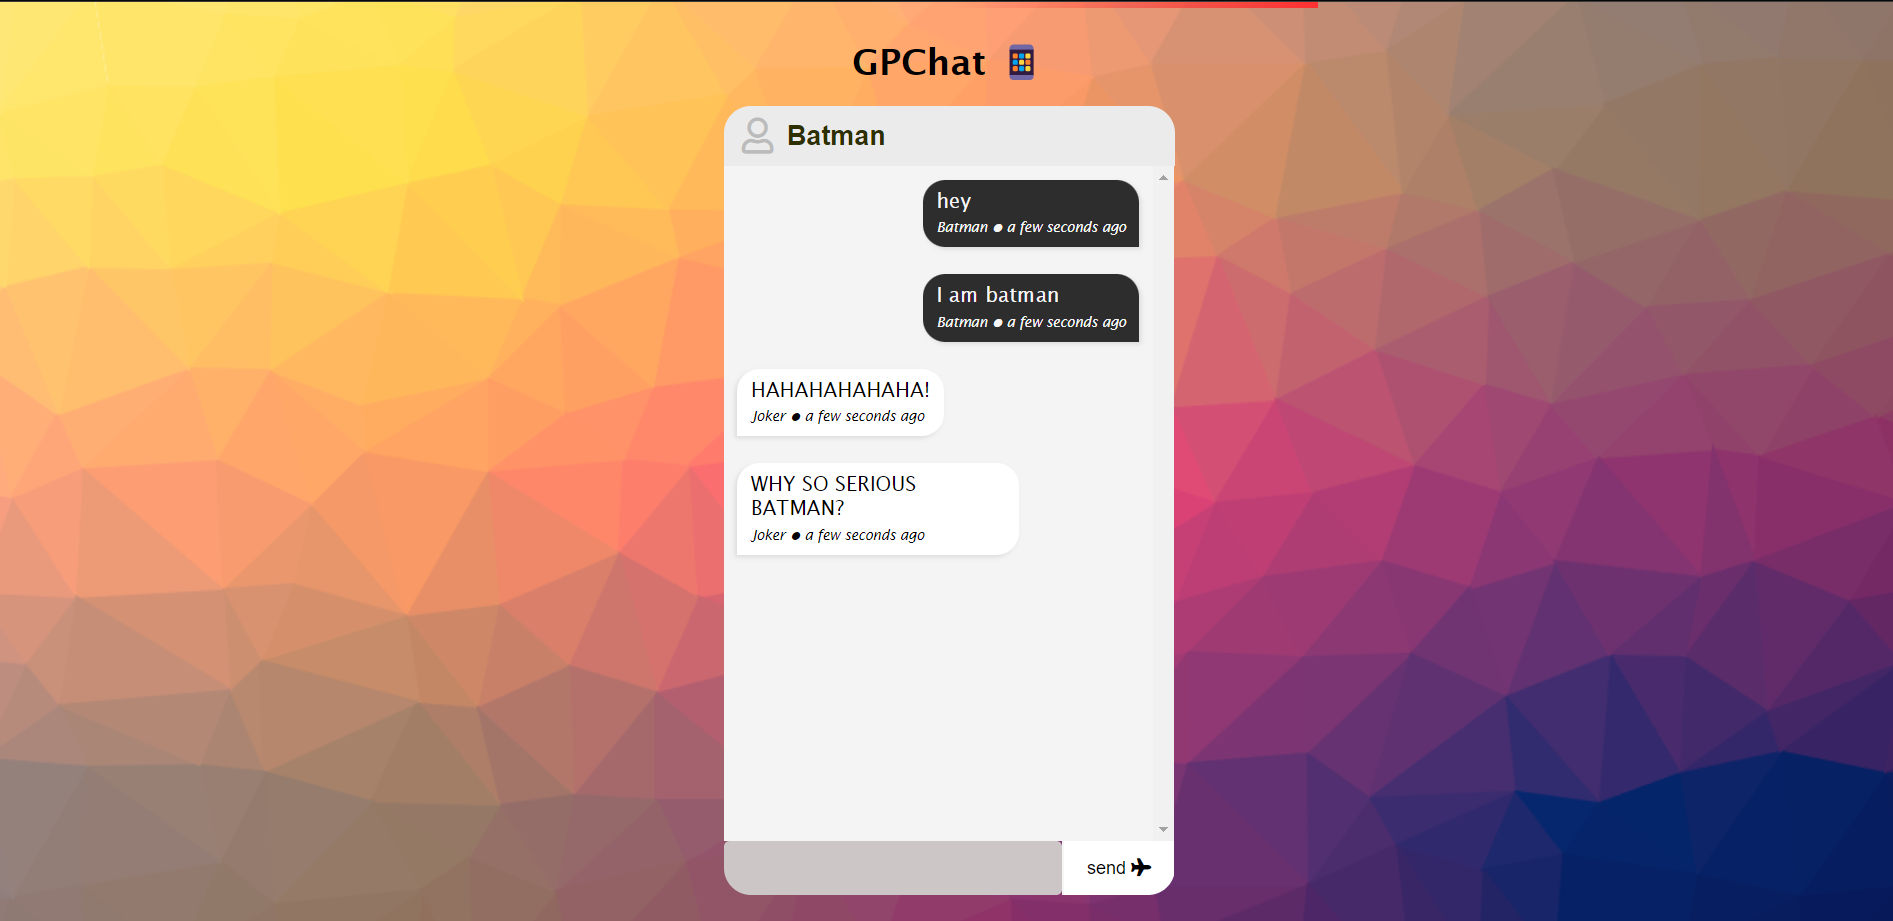 GPChat
Batman
hey
Batman ● a few seconds ago
I am batman
Batman ● a few seconds ago
HAHAHAHAHAHA!
Joker ● a few seconds ago
WHY SO SERIOUS
BATMAN?
Joker ● a few seconds ago
send